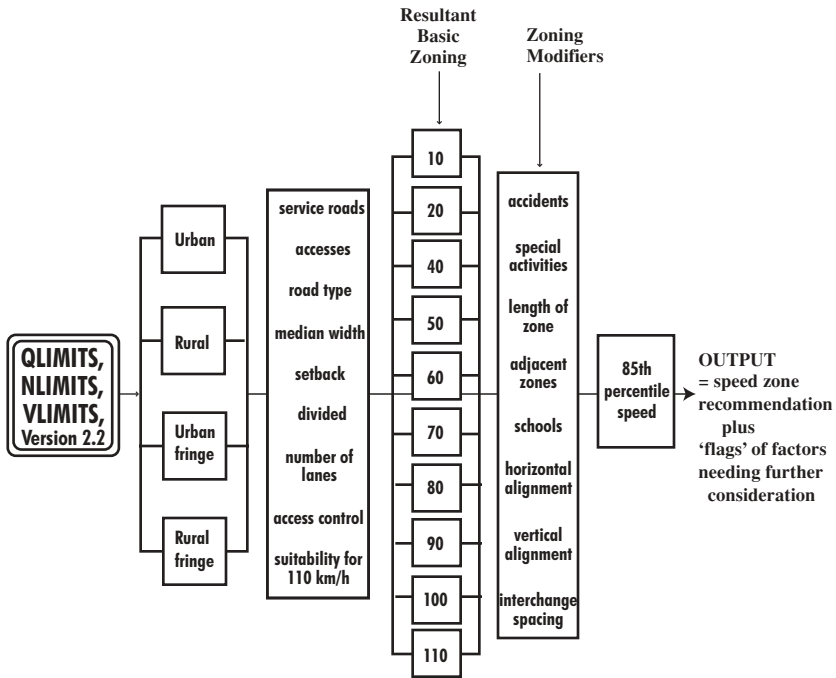 Resultant
Basic
Zoning
Zoning
Modifiers
QLIMITS,
NLIMITS,
VLIMITS,
Version 2.2
Urban
Rural
Urban
fringe
Rural
fringe
service roads
accesses
road type
median width
setback
divided
number of
lanes
access control
suitability for
110 km/h
10
20
40
50
60
70
80
90
100
110
accidents
special
activities
length of
zone
adjacent
zones
schools
horizontal
alignment
vertical
alignment
interchange
spacing
85th
percentile
speed
OUTPUT
= speed zone
recommendation
plus
‘flags’ of factors
needing further
consideration